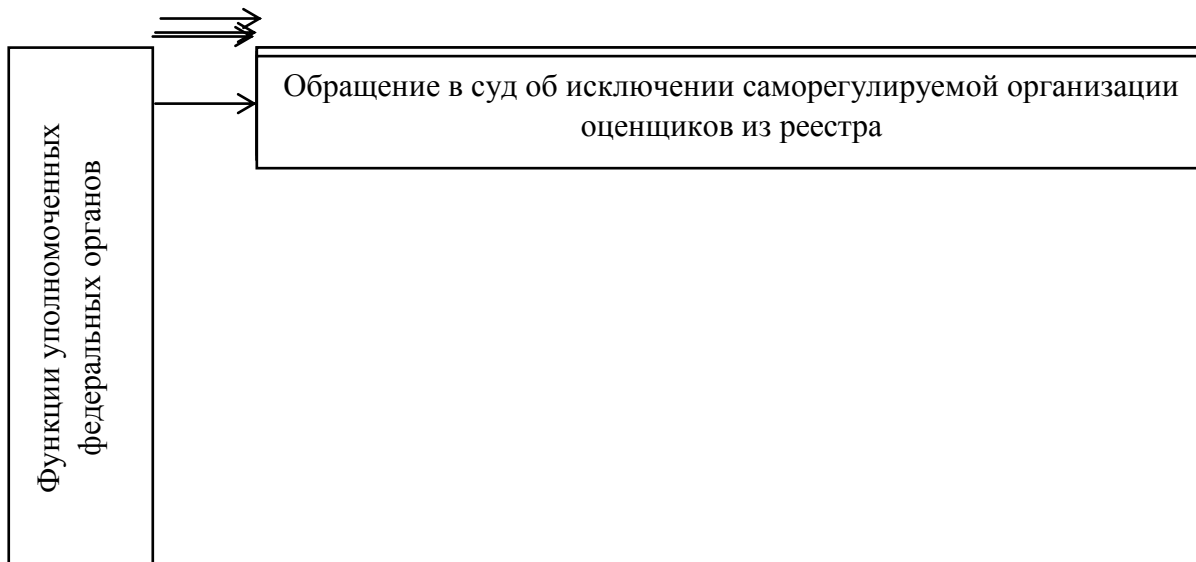 Функции уполномоченных
федеральных органов
Обращение в суд об исключении саморегулируемой организации
оценщиков из реестра